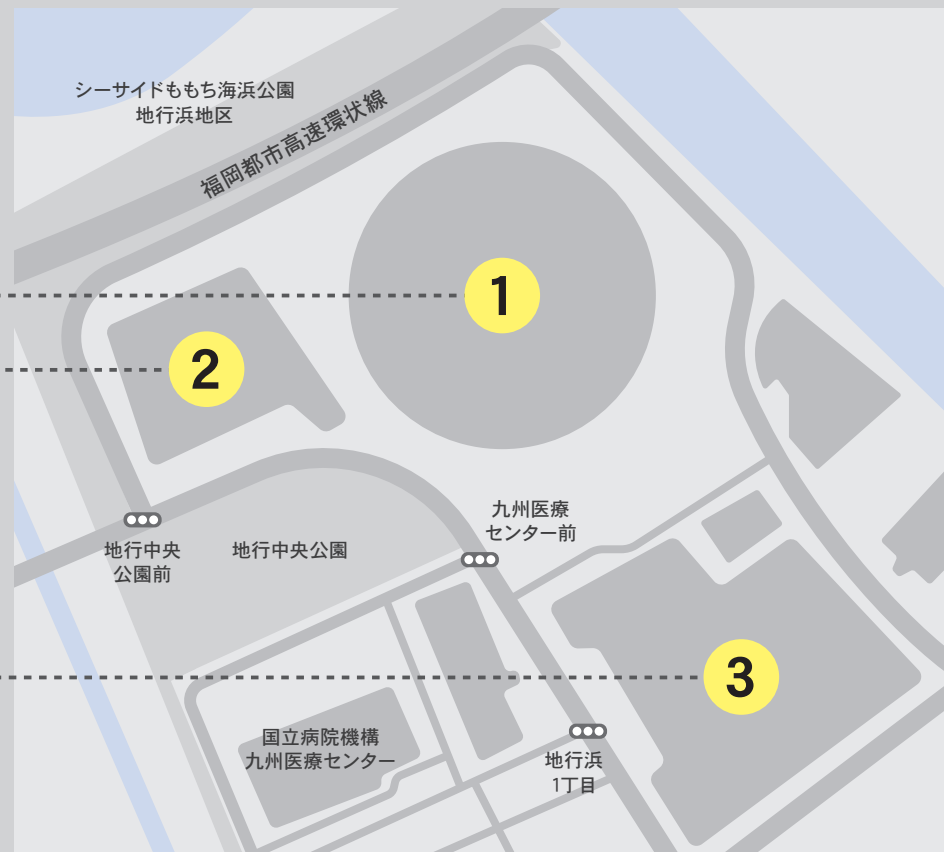 シーサイドももち海浜公園
地行浜地区
福岡都市高速環状線
1
2
九州医療
センター前
地行中央
公園前
地行中央公園
3
国立病院機構
九州医療センター
地行浜
1丁目